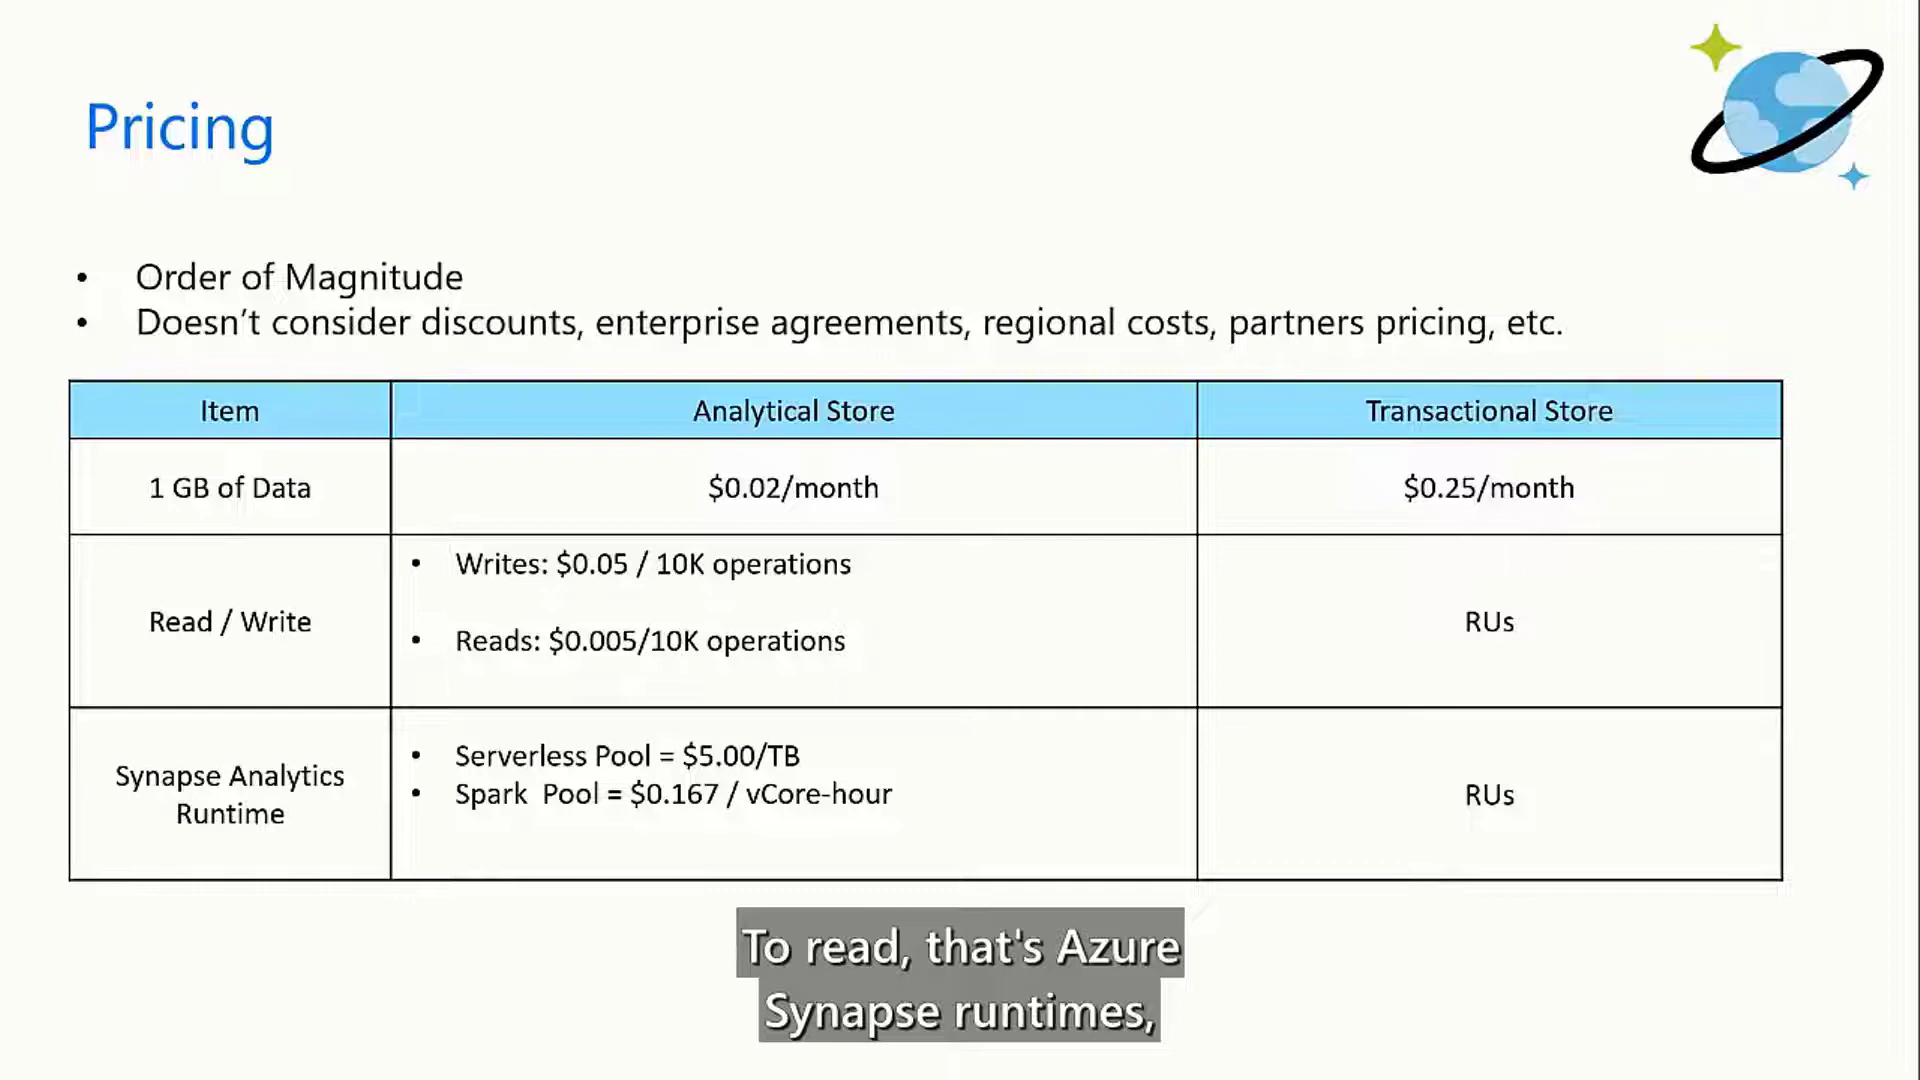 Pricing
• Order of Magnitude
• Doesn’t consider discounts, enterprise agreements, regional costs, partners pricing, etc.
Item Analytical Store Transactional Store
1 GB of Data $0.02/month $0.25/month
Read / Write
• Writes: $0.05 / 10K operations
• Reads: $0.005/10K operations
RUs
Synapse Analytics
Runtime
• Serverless Pool = $5.00/TB
• Spark Pool = $0.167 / vCore-hour
RUs
To read, that's Azure
Synapse runtimes,